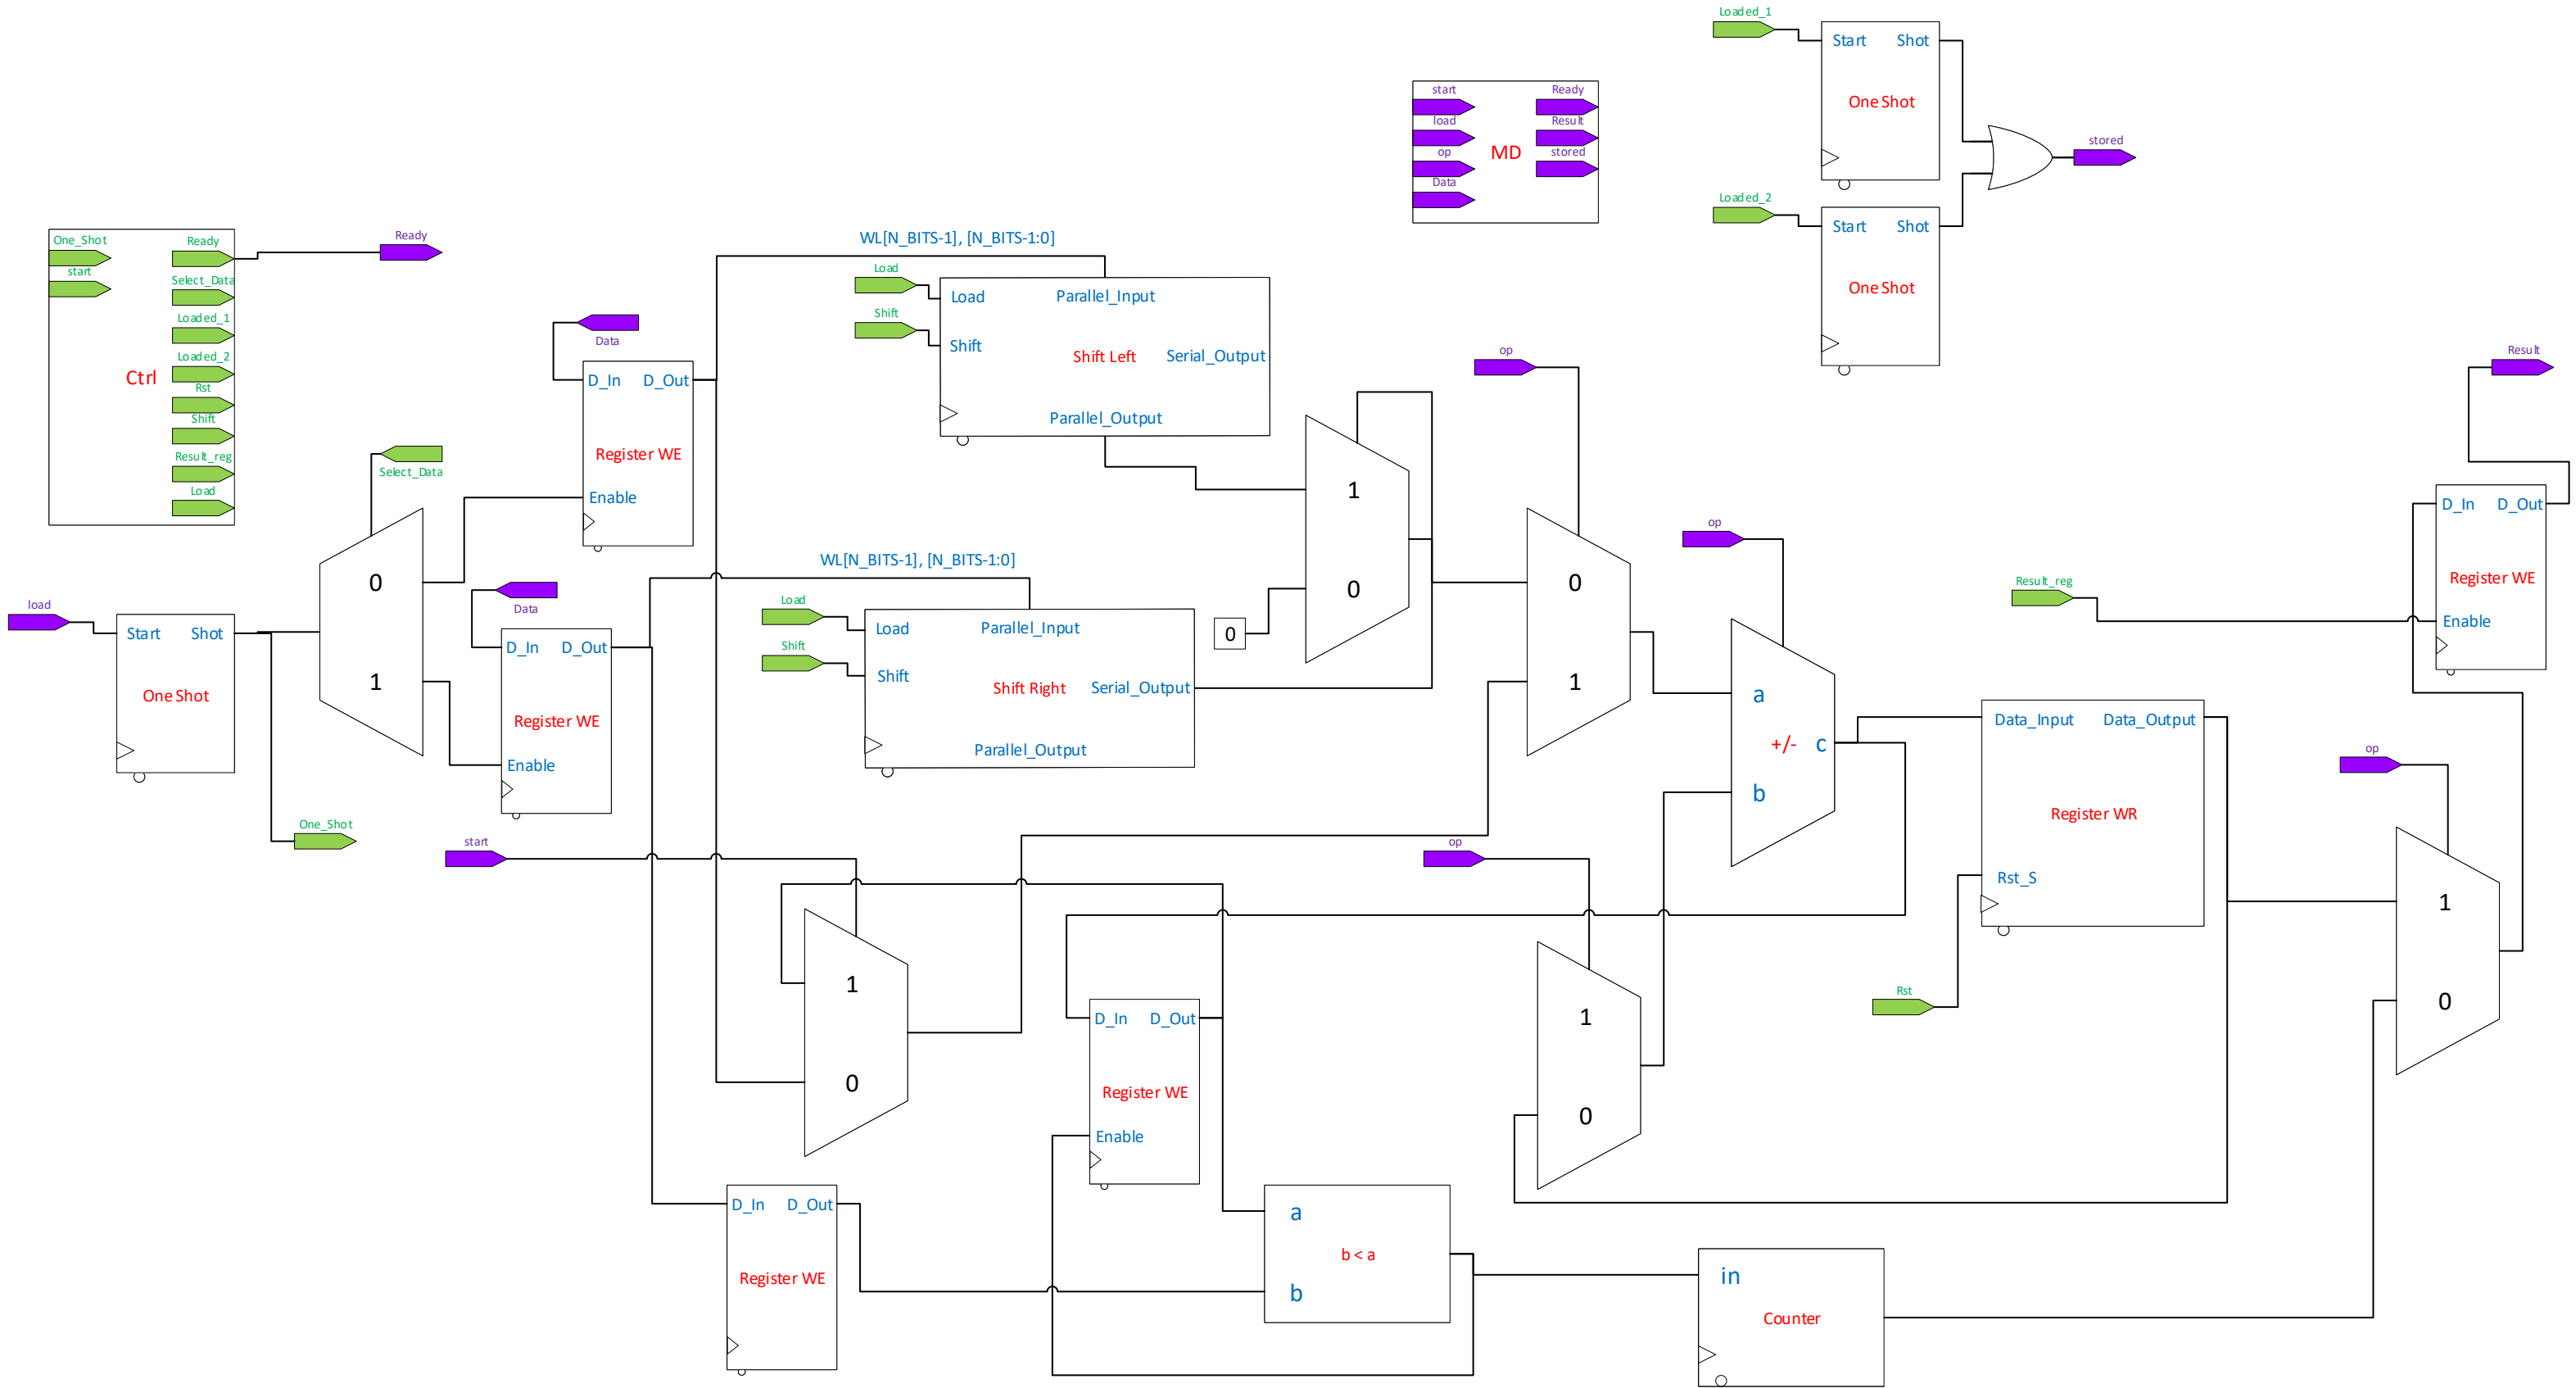 Loaded_1
Start Shot
One Shot
Loaded_2
Start Shot
One Shot
stored
start
load
op
Data
MD
Ready
Result
stored
One_Shot
start
Ctrl
Ready
Select_Data
Loaded_1
Loaded_2
Rst
Shift
Result_reg
Load
Ready
Select_Data
0
1
load
Start Shot
One Shot
One_Shot
Data
D_In D_Out
Register WE
Enable
Data
D_In D_Out
Register WE
Enable
WL[N_BITS-1], [N_BITS-1:0]
Load
Shift
Load Parallel_Input
Shift
Shift Left
Serial_Output
Parallel_Output
WL[N_BITS-1], [N_BITS-1:0]
Load
Shift
Load Parallel_Input
Shift
Shift Right
Serial_Output
Parallel_Output
1
0
0
op
0
1
op
a
+/- c
b
Data_Input Data_Output
Register WR
Rst_S
Rst
Result_reg
Result
D_In D_Out
Register WE
Enable
op
1
0
start
1
0
D_In D_Out
Register WE
Enable
op
1
0
D_In D_Out
Register WE
a
b < a
b
in
Counter